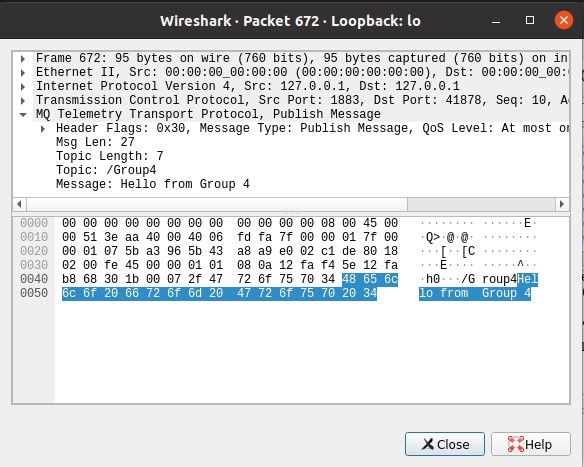 Wireshark · Packet 672 · Loopback: lo
Frame 672: 95 bytes on wire (760 bits), 95 bytes captured (760 bits) on in
Ethernet II, Src: 00:00:00_00:00:00 (00:00:00:00:00:00), Dst: 00:00:00_00:
Internet Protocol Version 4, Src: 127.0.0.1, Dst: 127.0.0.1
Transmission Control Protocol, Src Port: 1883, Dst Port: 41878, Seq: 10, A
MQ Telemetry Transport Protocol, Publish Message
Header Flags: 0x30, Message Type: Publish Message, QoS Level: At most on
Msg Len: 27
Topic Length: 7
Topic: /Group4
Message: Hello from Group 4
0000 00 00 00 00 00 00 00 00 00 00 00 00 08 00 45 00 ········ ······E·
0010 00 51 3e aa 40 00 40 06 fd fa 7f 00 00 01 7f 00 ·Q>·@·@· ········
0020 00 01 07 5b a3 96 5b 43 a8 a9 e0 02 c1 de 80 18 ···[··[C ········
0030 02 00 fe 45 00 00 01 01 08 0a 12 fa f4 5e 12 fa ···E···· ·····^··
0040 b8 68 30 1b 00 07 2f 47 72 6f 75 70 34 48 65 6c ·h0···/G roup4Hel
0050 6c 6f 20 66 72 6f 6d 20 47 72 6f 75 70 20 34 lo from Group 4
Close Help